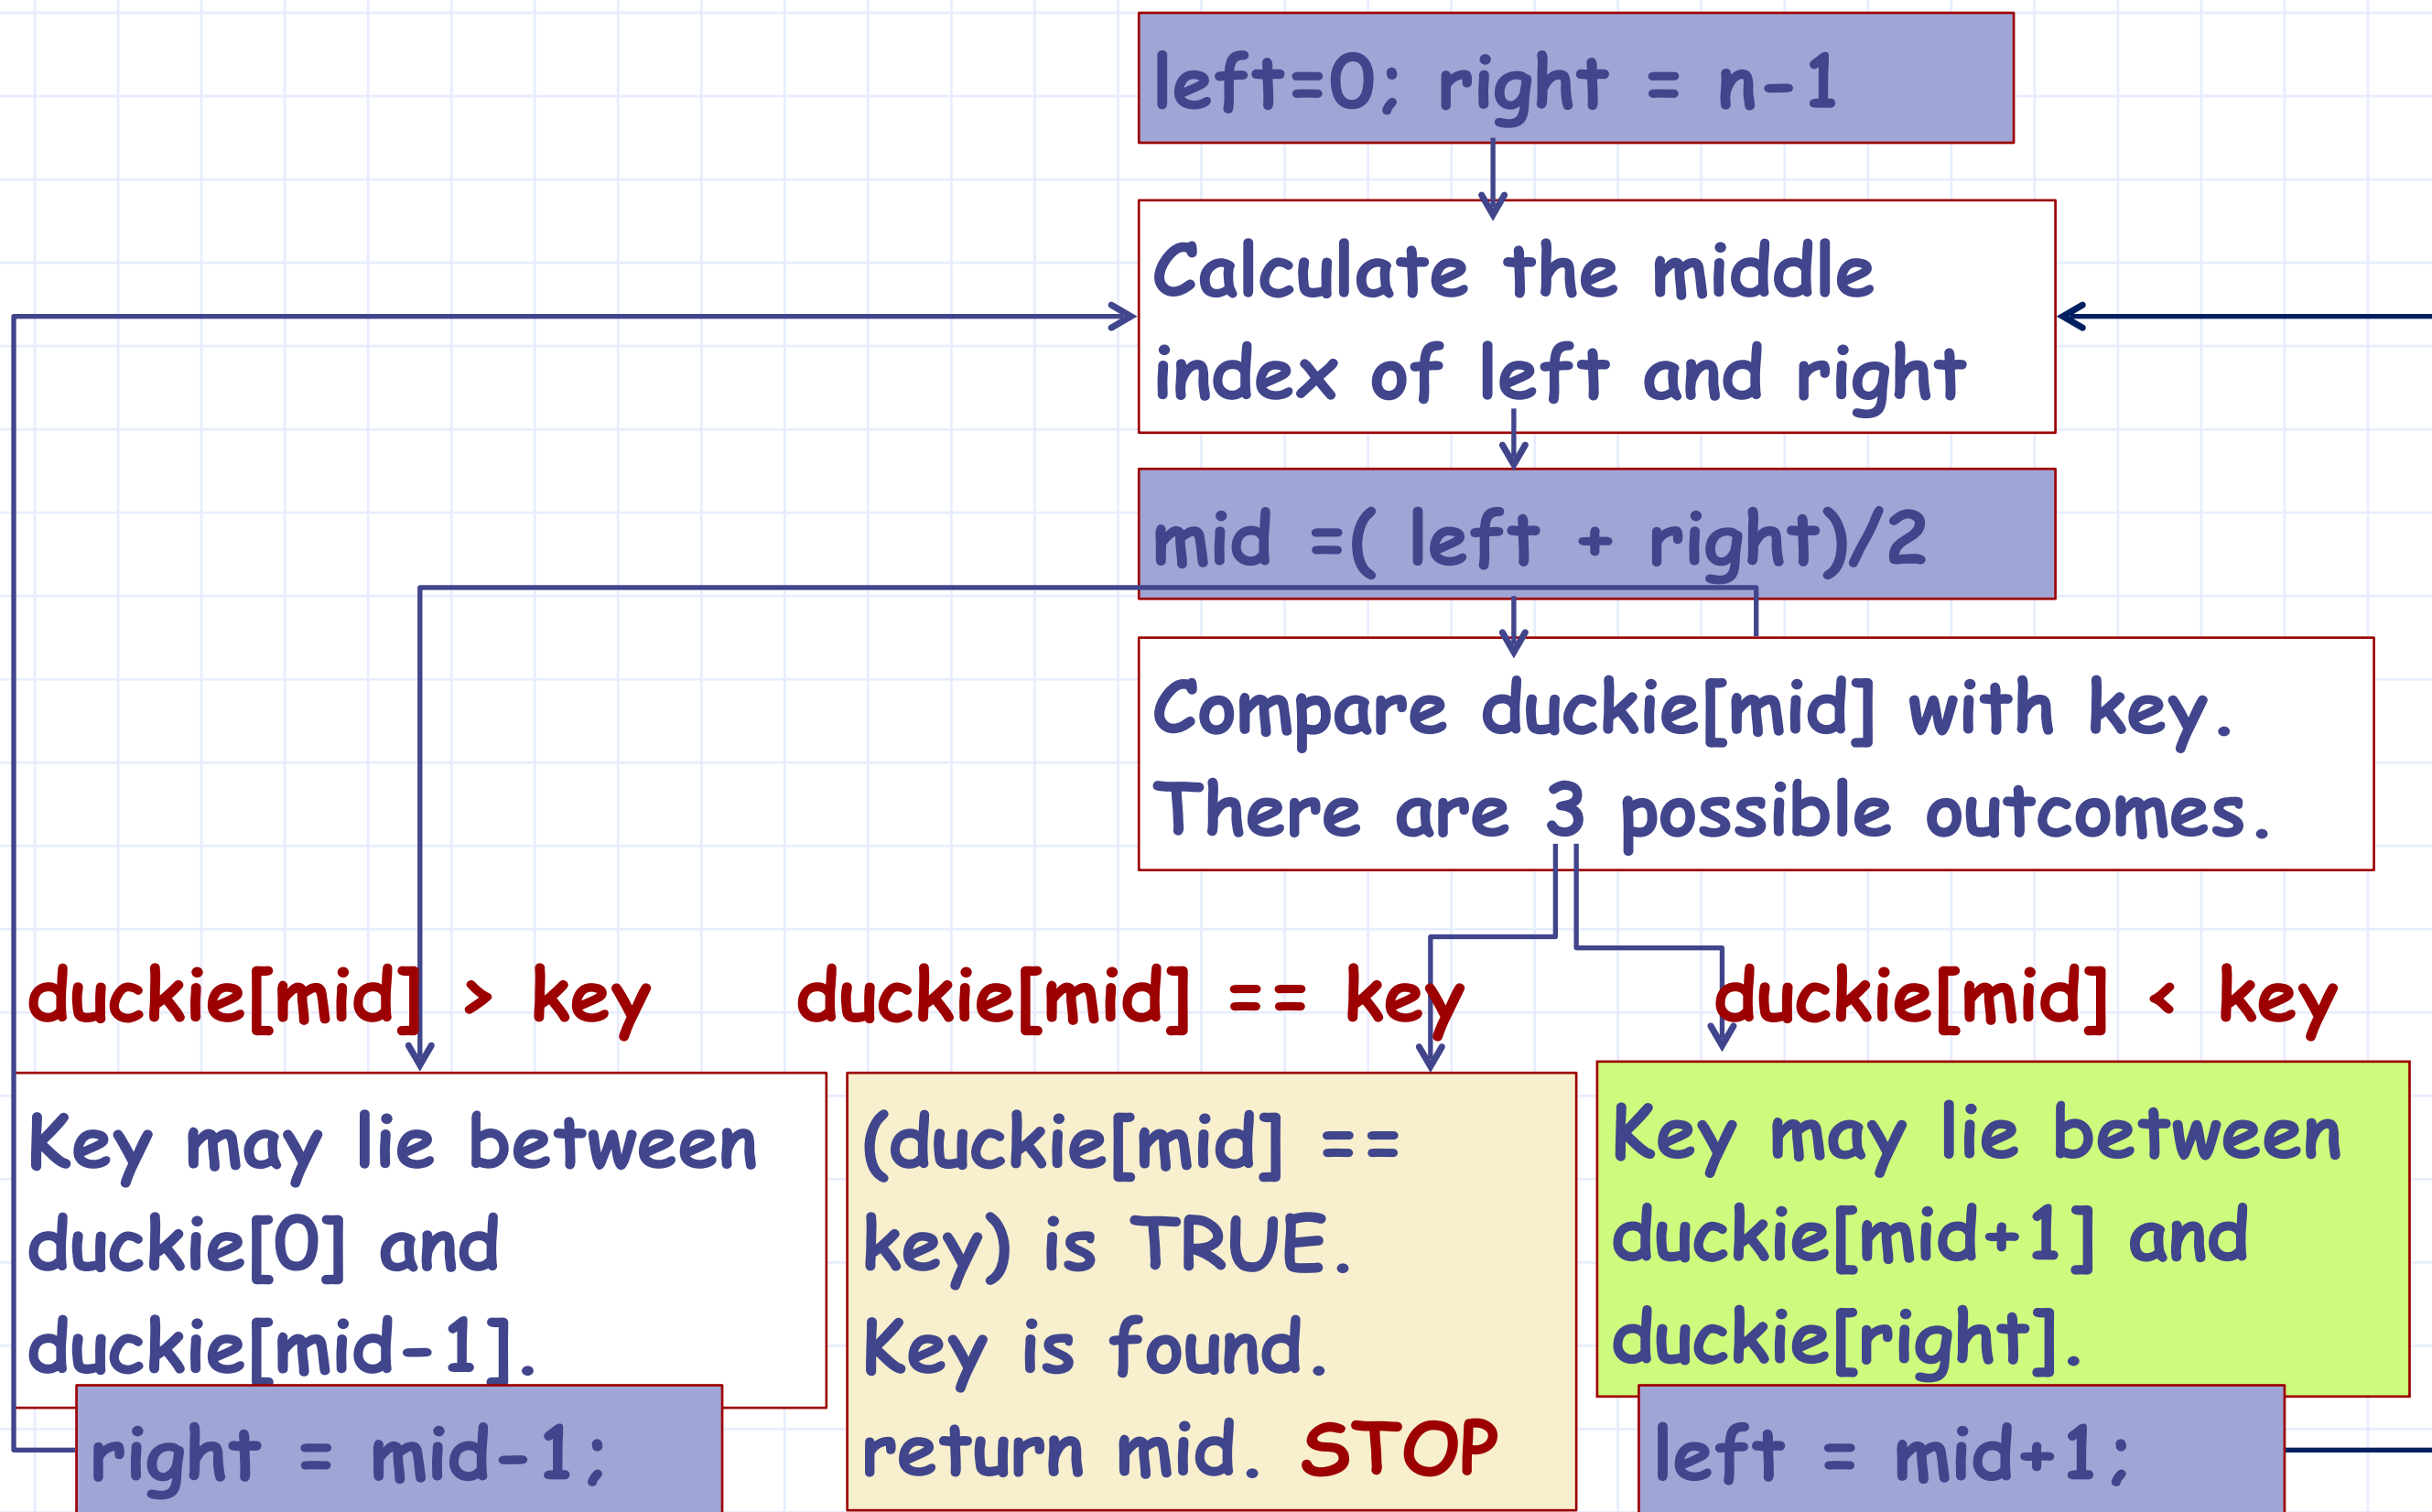 left=0; right = n-1
Calculate the middle
index of left and right
mid =( left + right)/2
Compare duckie[mid] with key.
There are 3 possible outcomes.
duckie[mid] > key
duckie[mid] == key
duckie[mid] < key
Key may lie between
duckie[0] and
duckie[mid-1].
right = mid-1;
(duckie[mid] ==
key) is TRUE.
Key is found.
return mid. STOP
Key may lie between
duckie[mid+1] and
duckie[right].
left = mid+1;